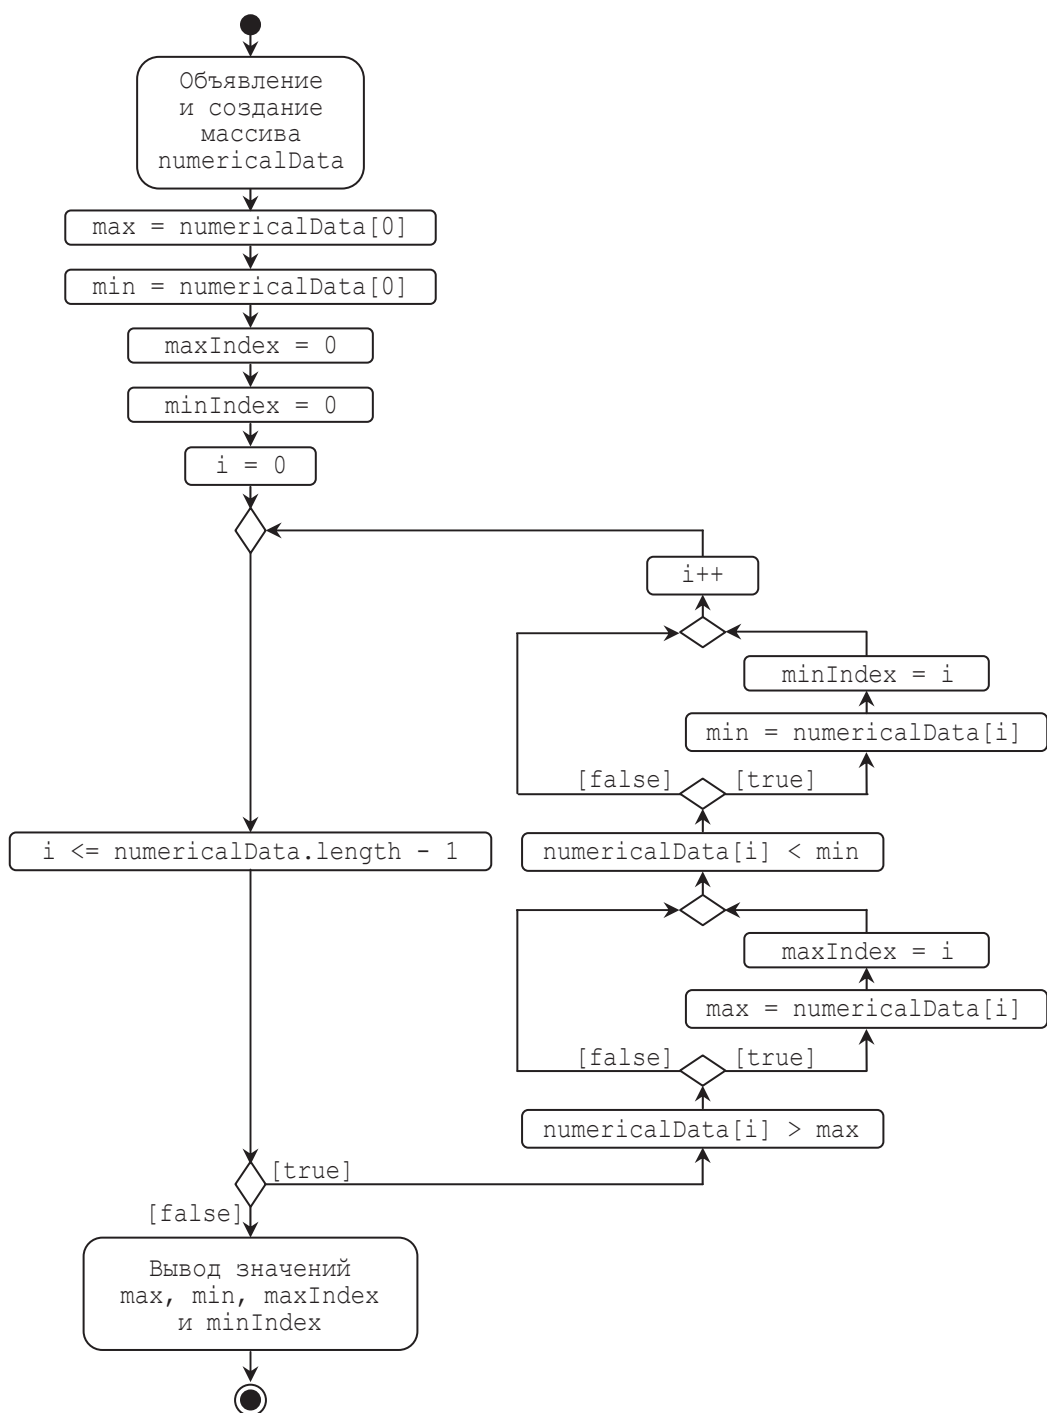 Объявление
и создание
массива
numericalData
max = numericalData[0]
min = numericalData[0]
maxIndex = 0
minIndex = 0
i = 0
i++
minIndex = i
min = numericalData[i]
[false]
[true]
i <= numericalData.length - 1
numericalData[i] < min
maxIndex = i
max = numericalData[i]
[false]
[true]
numericalData[i] > max
[true]
[false]
Вывод значений
max, min, maxIndex
и minIndex